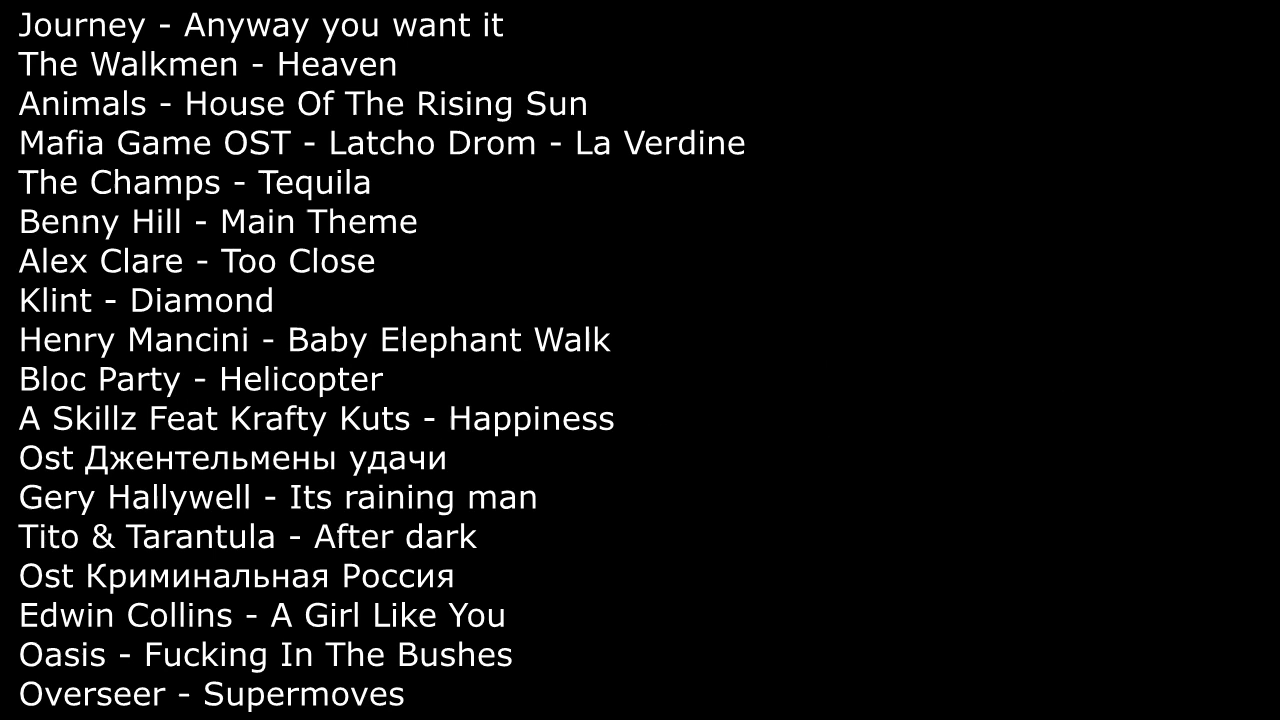 Journey - Anyway you want it
The Walkmen - Heaven
Animals - House Of The Rising Sun
Mafia Game OST - Latcho Drom - La Verdine
The Champs - Tequila
Benny Hill - Main Theme
Alex Clare - Too Close
Klint - Diamond
Henry Mancini - Baby Elephant Walk
Bloc Party - Helicopter
A Skillz Feat Krafty Kuts - Happiness
Ost Джентельмены удачи
Gery Hallywell - Its raining man
Tito & Tarantula - After dark
Ost Криминальная Россия
Edwin Collins - A Girl Like You
Oasis - Fucking In The Bushes
Overseer - Supermoves